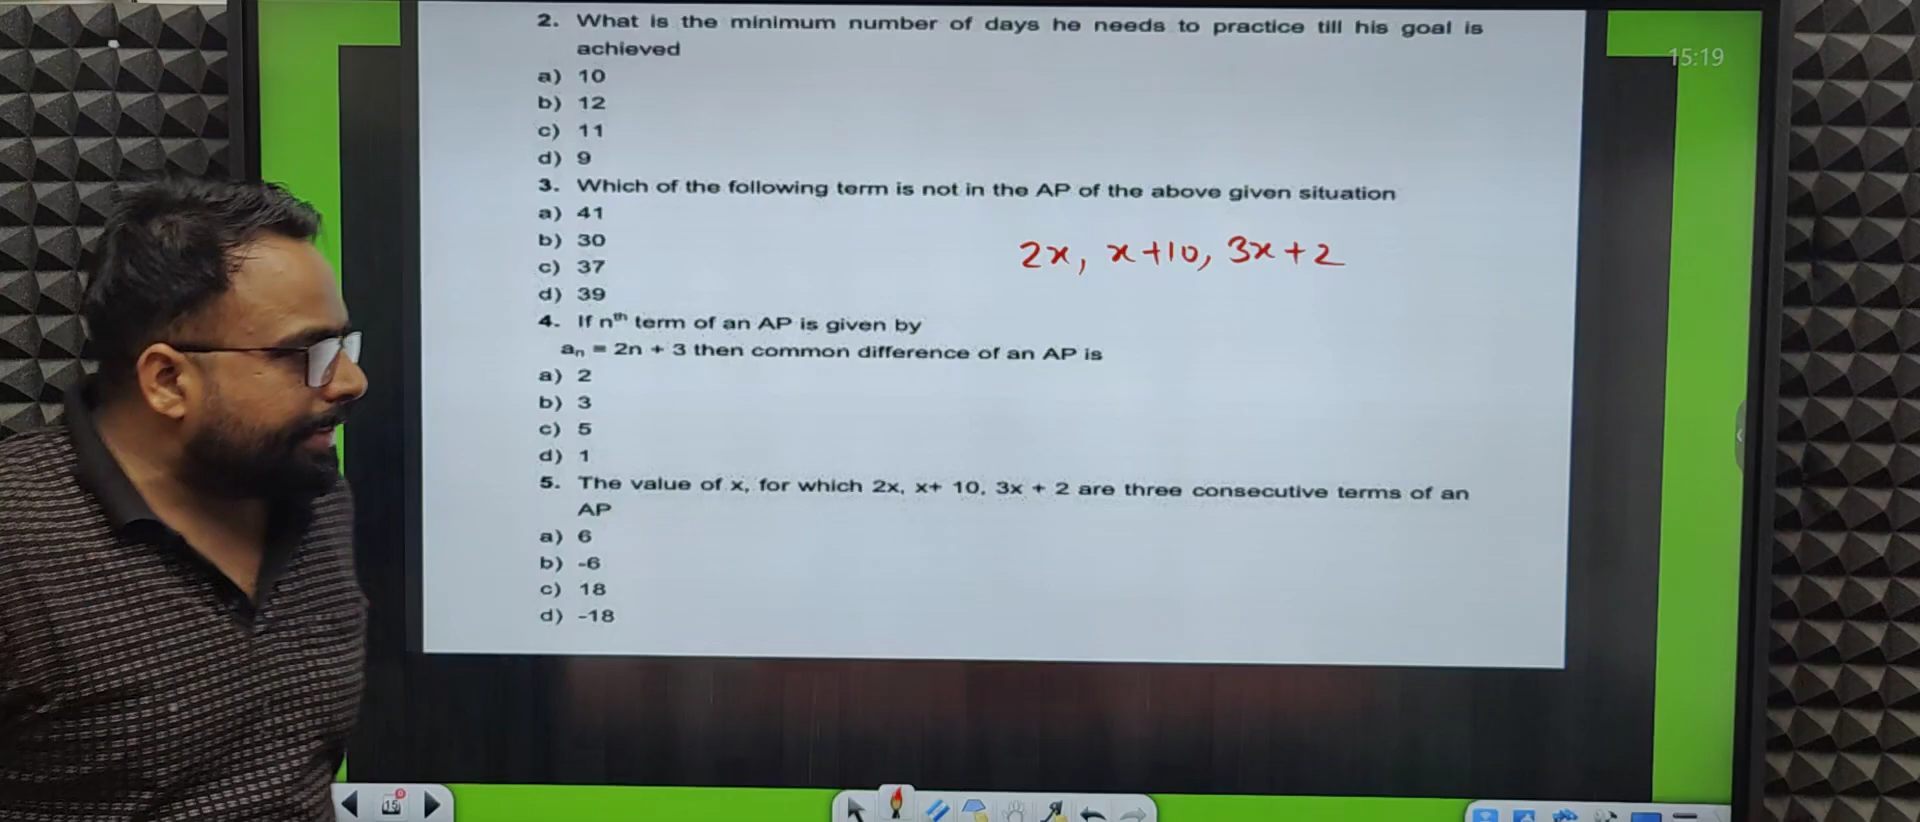 2. What is the minimum number of days he needs to practice till his goal is
achieved
a) 10
b) 12
c) 11
d) 9
3. Which of the following term is not in the AP of the above given situation
a) 41
b) 30
c) 37
d) 39
4. If nth term of an AP is given by
an = 2n + 3 then common difference of an AP is
a) 2
b) 3
c) 5
d) 1
5. The value of x, for which 2x, x+ 10, 3x + 2 are three consecutive terms of an
AP
a) 6
b) -6
c) 18
d) -18
2x, x+10, 3x+2
15:19
15